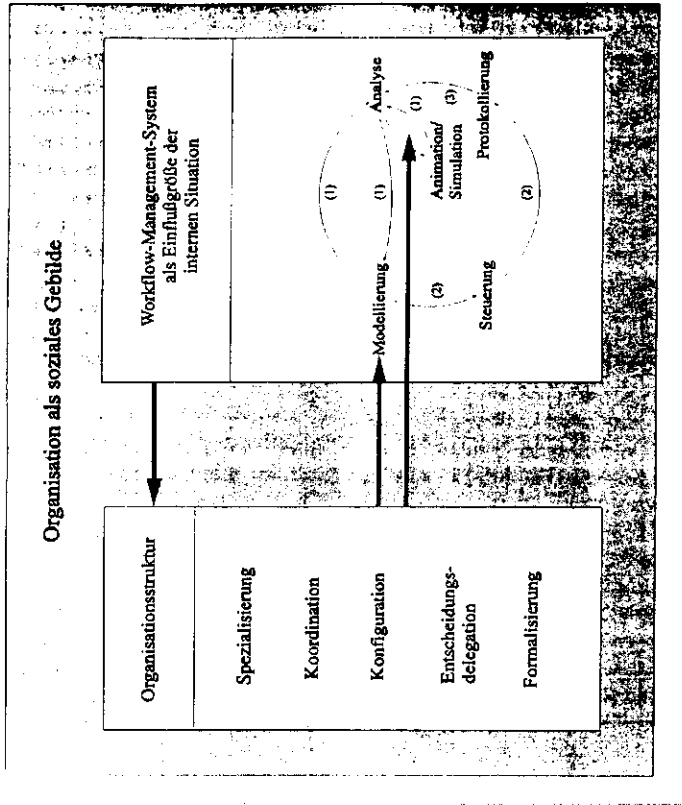 Organisation als soziales Gebilde
Organisationsstruktur
Spezialisierung
Koordination
Konfiguration
Entscheidungs-
delegation
Formalisierung
Workflow-Management-System
als Einflußgröße der
internen Situation
Modellierung
Analyse
(1)
(1)
(1)
Animation/
Simulation
(3)
(2)
Steuerung
Protokollierung
(2)